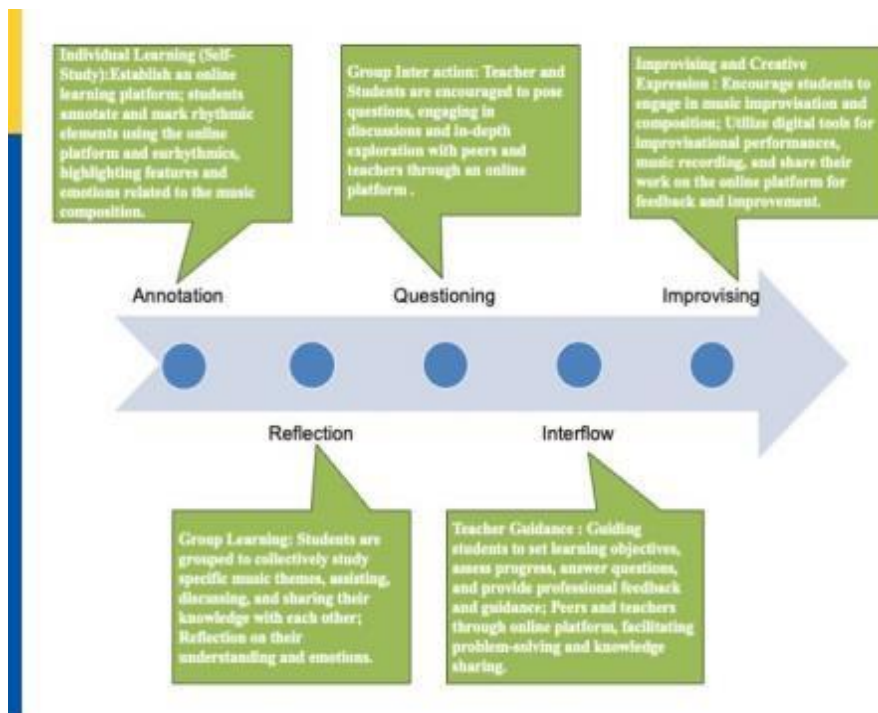 Individual Learning (Self-
Study):Establish an online
learning platform; students
annotate and mark rhythmic
elements using the online
platform and eurhythmics,
highlighting features and
emotions related to the music
composition.
Group Inter action: Teacher and
Students are encouraged to pose
questions, engaging in
discussions and in-depth
exploration with peers and
teachers through an online
platform .
Improvising and Creative
Expression : Encourage students to
engage in music improvisation and
composition; Utilize digital tools for
improvisational performances,
music recording, and share their
work on the online platform for
feedback and improvement.
Annotation
Questioning
Improvising
Reflection
Interflow
Group Learning: Students are
grouped to collectively study
specific music themes, assisting,
discussing, and sharing their
knowledge with each other;
Reflection on their
understanding and emotions.
Teacher Guidance : Guiding
students to set learning objectives,
assess progress, answer questions,
and provide professional feedback
and guidance; Peers and teachers
through online platform, facilitating
problem-solving and knowledge
sharing.